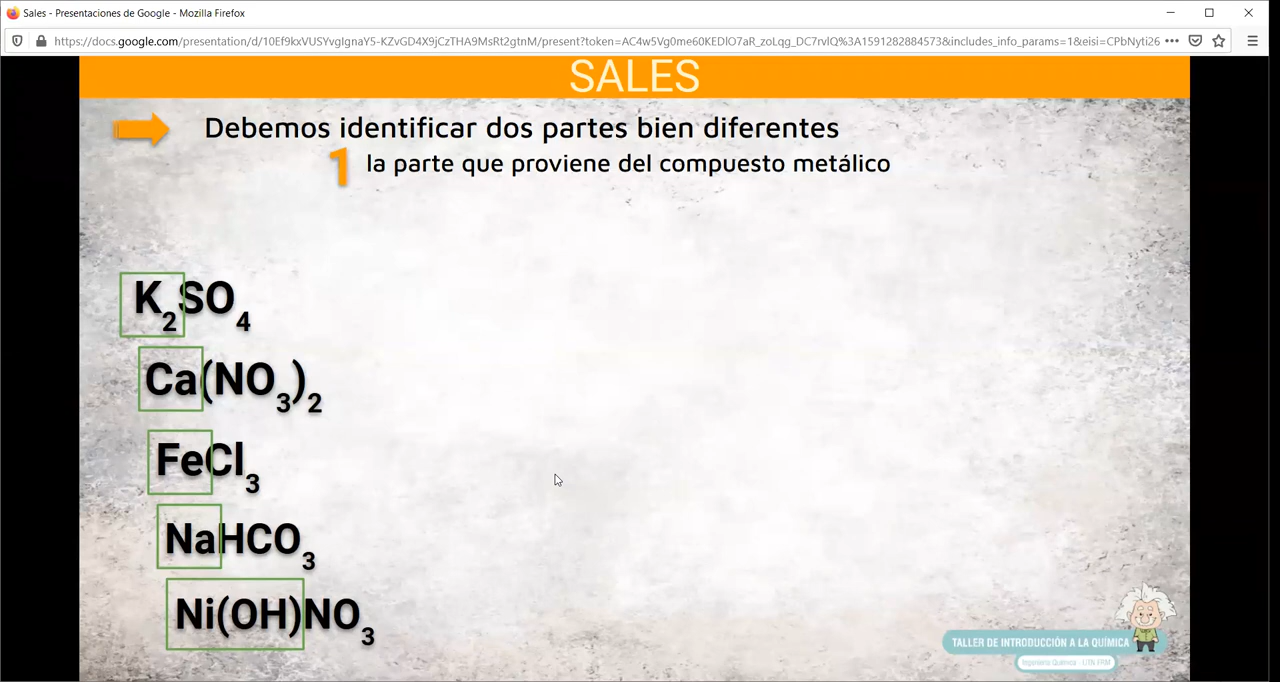 Sales - Presentaciones de Google - Mozilla Firefox
https://docs.google.com/presentation/d/10Ef9kxVUSYvgIgnaY5-KZvGD4X9jCzTHA9MsRt2gtnM/present?token=AC4w5Vg0me60KEDlO7aR_zoLqg_DC7rvlQ%3A1591282884573&includes_info_params=1&eisi=CPbNyti26
SALES
Debemos identificar dos partes bien diferentes
1 la parte que proviene del compuesto metálico
K₂SO₄
Ca(NO₃)₂
FeCl₃
NaHCO₃
Ni(OH)NO₃
TALLER DE INTRODUCCIÓN A LA QUÍMICA
Ingeniería Química - UTN FRM